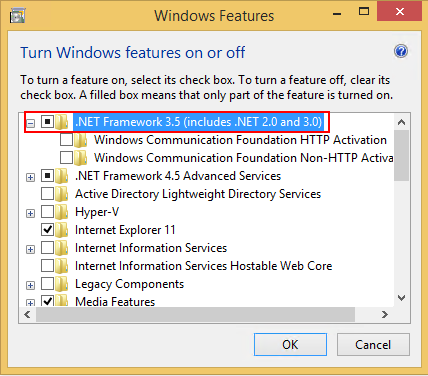 Windows Features
Turn Windows features on or off
To turn a feature on, select its check box. To turn a feature off, clear its
check box. A filled box means that only part of the feature is turned on.
.NET Framework 3.5 (includes .NET 2.0 and 3.0)
Windows Communication Foundation HTTP Activation
Windows Communication Foundation Non-HTTP Activa
.NET Framework 4.5 Advanced Services
Active Directory Lightweight Directory Services
Hyper-V
Internet Explorer 11
Internet Information Services
Internet Information Services Hostable Web Core
Legacy Components
Media Features
OK
Cancel